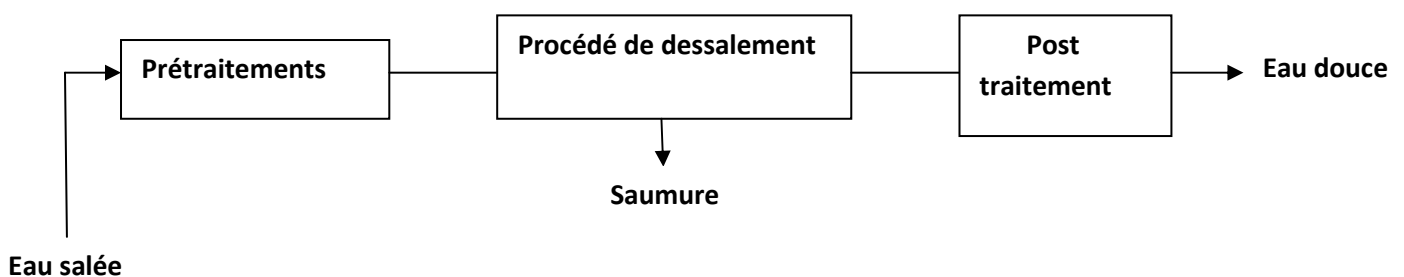 Prétraitements
Procédé de dessalement
Post
traitement
Eau douce
Saumure
Eau salée